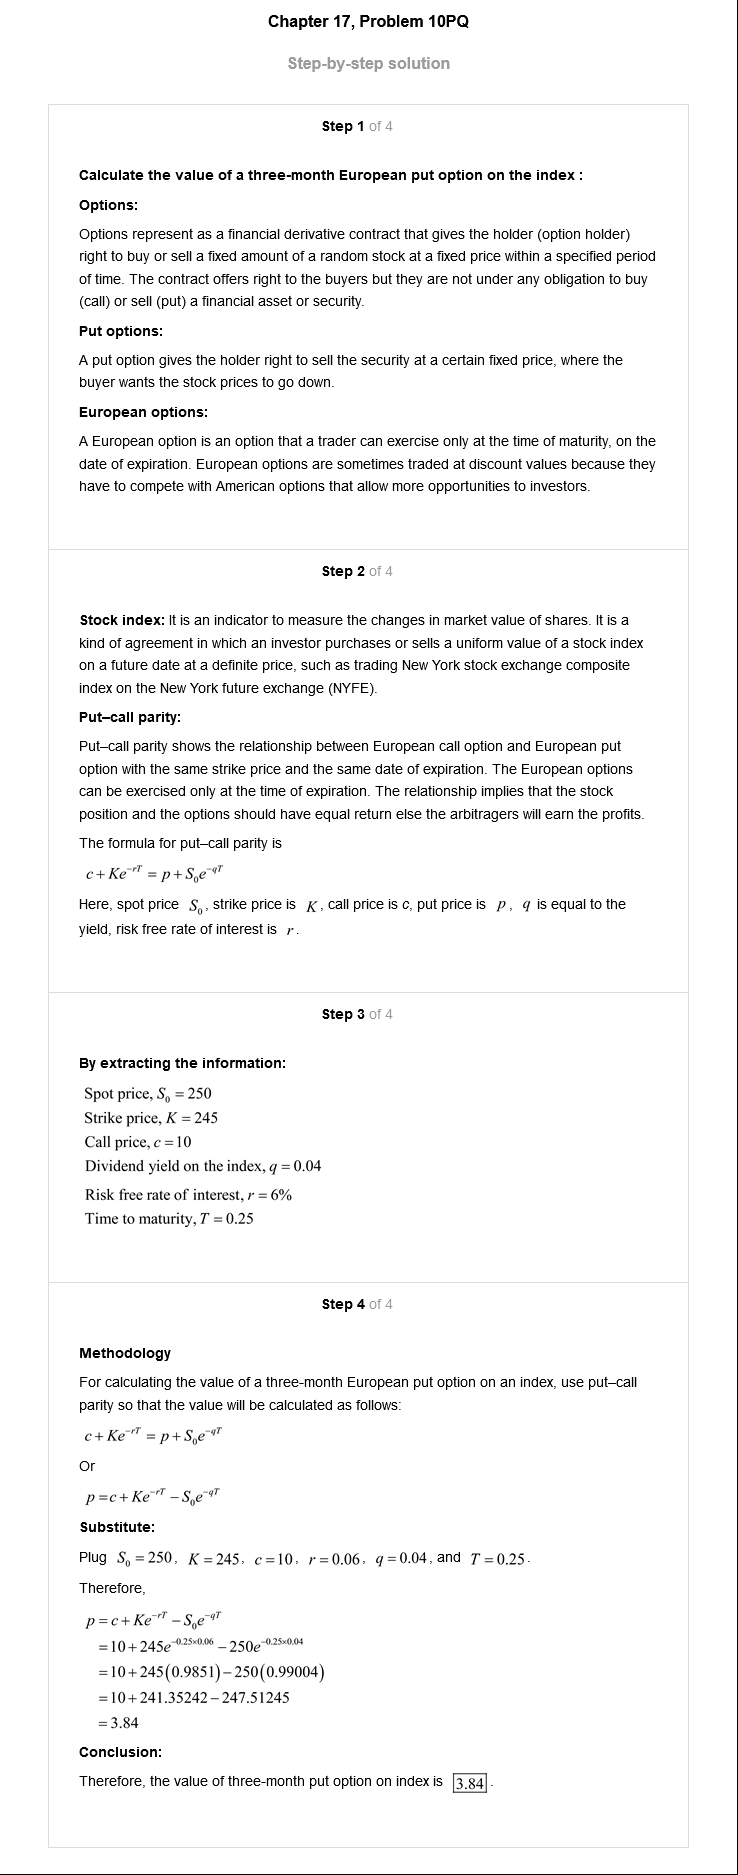 Chapter 17, Problem 10PQ
Step-by-step solution
Step 1 of 4
Calculate the value of a three-month European put option on the index :
Options:
Options represent as a financial derivative contract that gives the holder (option holder)
right to buy or sell a fixed amount of a random stock at a fixed price within a specified period
of time. The contract offers right to the buyers but they are not under any obligation to buy
(call) or sell (put) a financial asset or security.
Put options:
A put option gives the holder right to sell the security at a certain fixed price, where the
buyer wants the stock prices to go down.
European options:
A European option is an option that a trader can exercise only at the time of maturity, on the
date of expiration. European options are sometimes traded at discount values because they
have to compete with American options that allow more opportunities to investors.
Step 2 of 4
Stock index: It is an indicator to measure the changes in market value of shares. It is a
kind of agreement in which an investor purchases or sells a uniform value of a stock index
on a future date at a definite price, such as trading New York stock exchange composite
index on the New York future exchange (NYFE).
Put–call parity:
Put–call parity shows the relationship between European call option and European put
option with the same strike price and the same date of expiration. The European options
can be exercised only at the time of expiration. The relationship implies that the stock
position and the options should have equal return else the arbitragers will earn the profits.
The formula for put–call parity is
c + Ke^{-rT} = p + S_0e^{-qT}
Here, spot price S_0, strike price is K, call price is c, put price is p, q is equal to the
yield, risk free rate of interest is r.
Step 3 of 4
By extracting the information:
Spot price, S_0 = 250
Strike price, K = 245
Call price, c = 10
Dividend yield on the index, q = 0.04
Risk free rate of interest, r = 6%
Time to maturity, T = 0.25
Step 4 of 4
Methodology
For calculating the value of a three-month European put option on an index, use put–call
parity so that the value will be calculated as follows:
c + Ke^{-rT} = p + S_0e^{-qT}
Or
p = c + Ke^{-rT} − S_0e^{-qT}
Substitute:
Plug S_0 = 250, K = 245, c = 10, r = 0.06, q = 0.04, and T = 0.25.
Therefore,
p = c + Ke^{-rT} − S_0e^{-qT}
= 10 + 245e^{-0.25×0.06} − 250e^{-0.25×0.04}
= 10 + 245(0.9851) − 250(0.99004)
= 10 + 241.35242 − 247.51245
= 3.84
Conclusion:
Therefore, the value of three-month put option on index is 3.84.